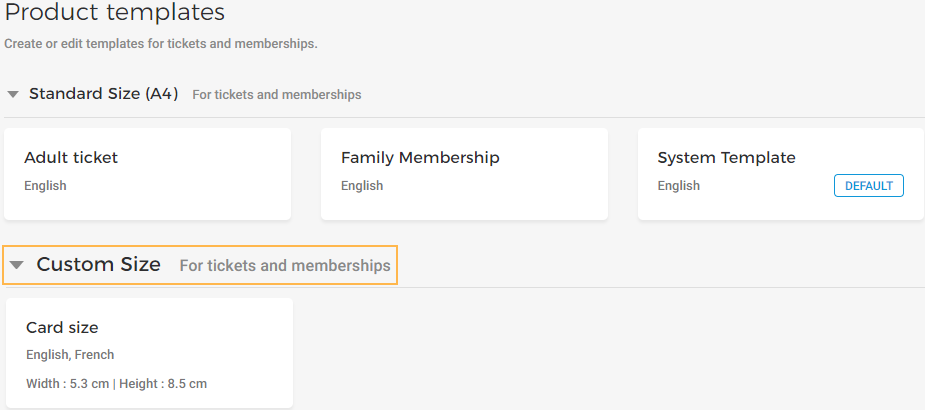 Product templates
Create or edit templates for tickets and memberships.
Standard Size (A4) For tickets and memberships
Adult ticket
English
Family Membership
English
System Template
English DEFAULT
Custom Size For tickets and memberships
Card size
English, French
Width : 5.3 cm | Height : 8.5 cm